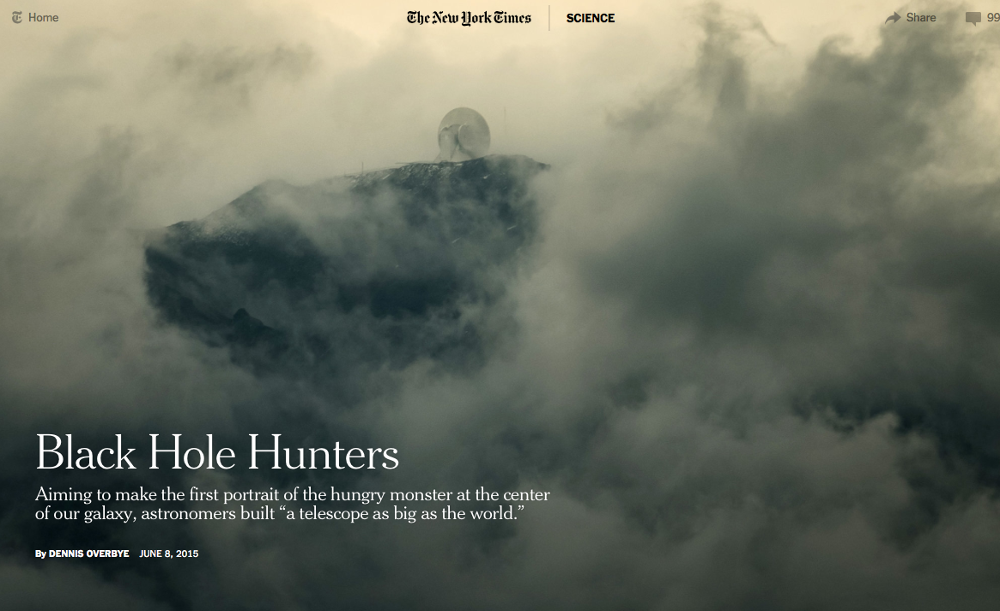 Home
The New York Times
SCIENCE
Share
99
Black Hole Hunters
Aiming to make the first portrait of the hungry monster at the center
of our galaxy, astronomers built “a telescope as big as the world.”
By DENNIS OVERBYE JUNE 8, 2015